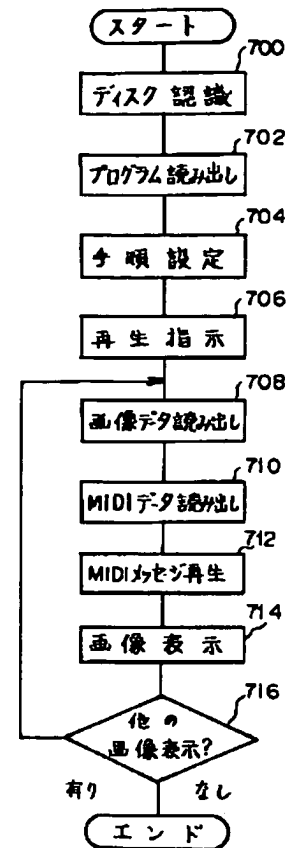 スタート
700
ディスク認識
702
プログラム読み出し
704
手順設定
706
再生指示
708
画像データ読み出し
710
MIDIデータ読み出し
712
MIDIメッセージ再生
714
画像表示
716
他の
画像表示?
有り なし
エンド